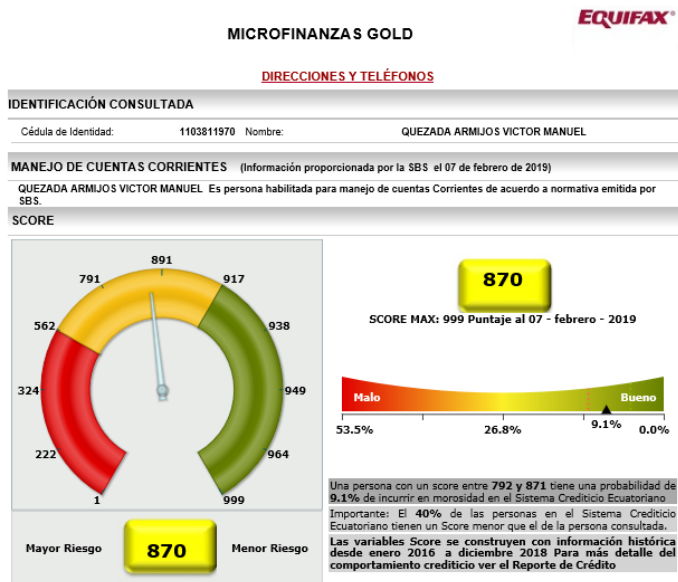 EQUIFAX
MICROFINANZAS GOLD
DIRECCIONES Y TELÉFONOS
IDENTIFICACIÓN CONSULTADA
Cédula de Identidad: 1103811970 Nombre: QUEZADA ARMIJOS VICTOR MANUEL
MANEJO DE CUENTAS CORRIENTES (Información proporcionada por la SBS el 07 de febrero de 2019)
QUEZADA ARMIJOS VICTOR MANUEL Es persona habilitada para manejo de cuentas Corrientes de acuerdo a normativa emitida por
SBS.
SCORE
1
222
324
562
791
891
917
938
949
964
999
Mayor Riesgo 870 Menor Riesgo
870
SCORE MAX: 999 Puntaje al 07 - febrero - 2019
Malo Bueno
53.5% 26.8% 9.1% 0.0%
Una persona con un score entre 792 y 871 tiene una probabilidad de
9.1% de incurrir en morosidad en el Sistema Crediticio Ecuatoriano
Importante: El 40% de las personas en el Sistema Crediticio
Ecuatoriano tienen un Score menor que el de la persona consultada.
Las variables Score se construyen con información histórica
desde enero 2016 a diciembre 2018 Para más detalle del
comportamiento crediticio ver el Reporte de Crédito